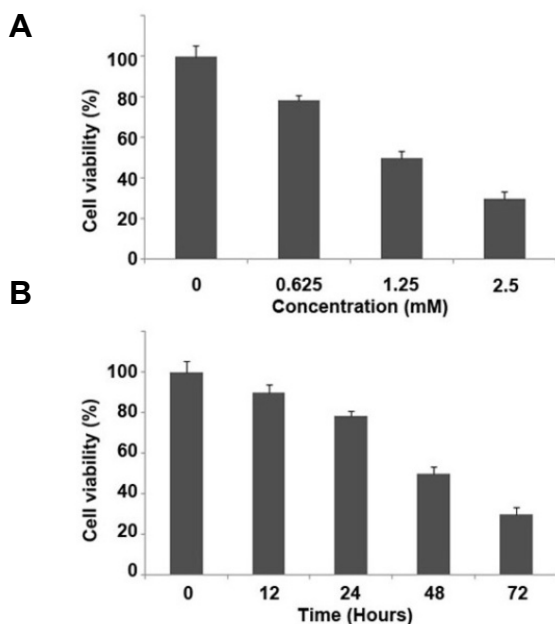 A
Cell viability (%)
100
80
60
40
20
0
0 0.625 1.25 2.5
Concentration (mM)
B
Cell viability (%)
100
80
60
40
20
0
0 12 24 48 72
Time (Hours)